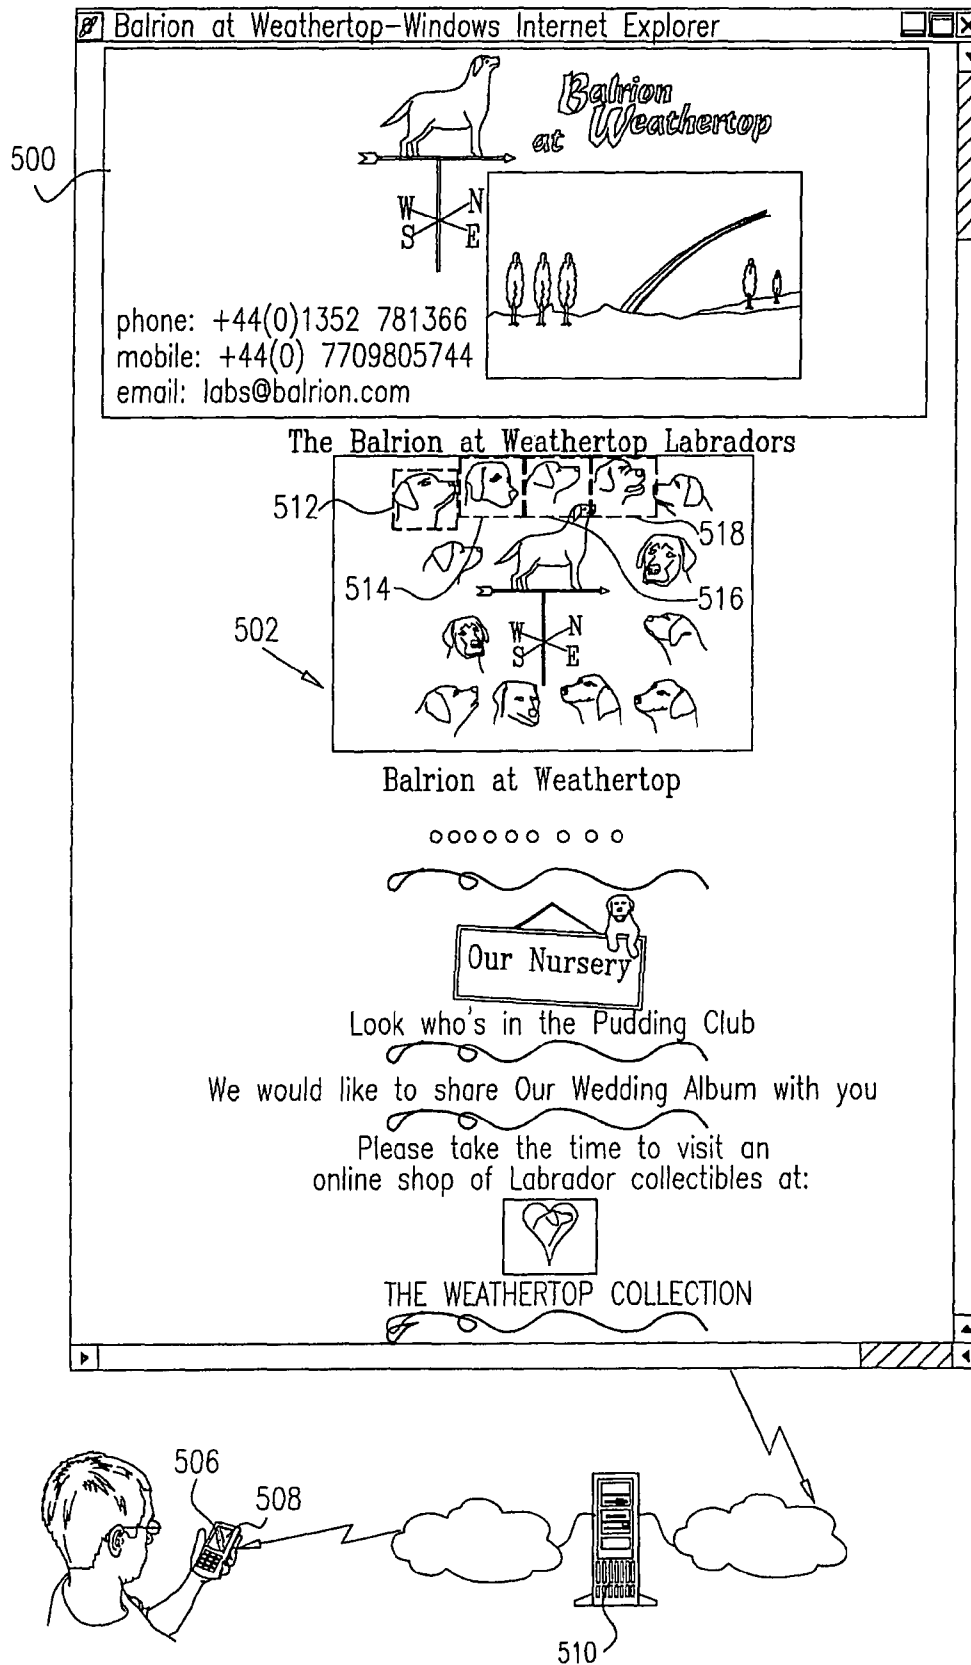 Balrion at Weathertop-Windows Internet Explorer
Balrion
at Weathertop
500
W N
S E
phone: +44(0)1352 781366
mobile: +44(0) 7709805744
email: labs@balrion.com
The Balrion at Weathertop Labradors
512
518
514
516
502
W N
S E
Balrion at Weathertop
Our Nursery
Look who's in the Pudding Club
We would like to share Our Wedding Album with you
Please take the time to visit an
online shop of Labrador collectibles at:
THE WEATHERTOP COLLECTION
506
508
510